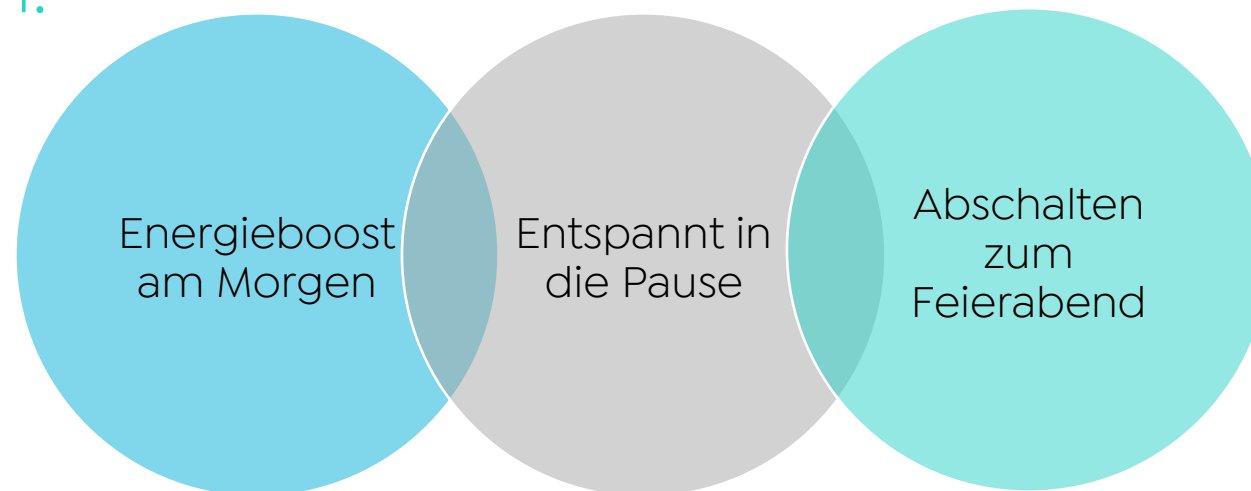 Energieboost
am Morgen
Entspannt in
die Pause
Abschalten
zum
Feierabend